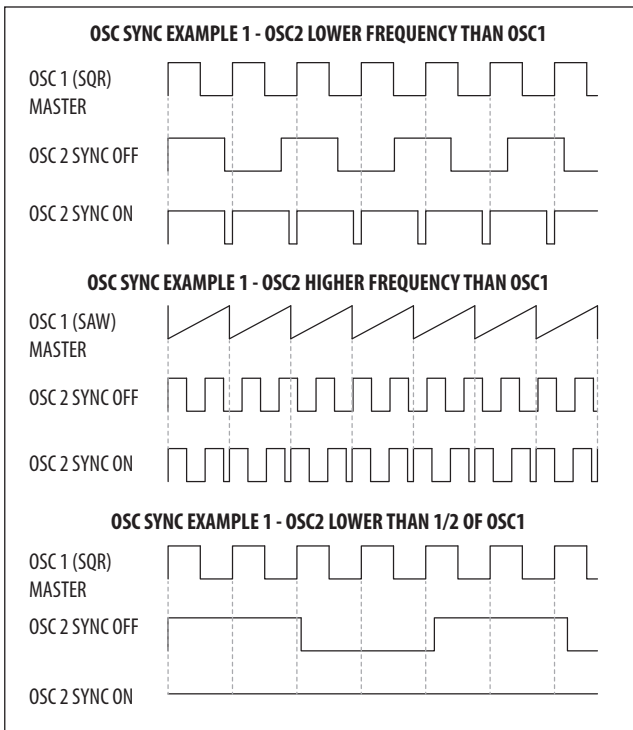 OSC SYNC EXAMPLE 1 - OSC2 LOWER FREQUENCY THAN OSC1
OSC 1 (SQR)
MASTER
OSC 2 SYNC OFF
OSC 2 SYNC ON
OSC SYNC EXAMPLE 1 - OSC2 HIGHER FREQUENCY THAN OSC1
OSC 1 (SAW)
MASTER
OSC 2 SYNC OFF
OSC 2 SYNC ON
OSC SYNC EXAMPLE 1 - OSC2 LOWER THAN 1/2 OF OSC1
OSC 1 (SQR)
MASTER
OSC 2 SYNC OFF
OSC 2 SYNC ON